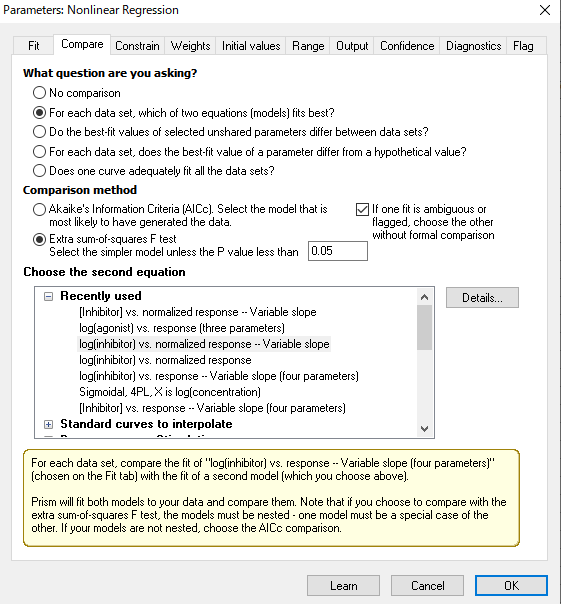 Parameters: Nonlinear Regression
Fit Compare Constrain Weights Initial values Range Output Confidence Diagnostics Flag
What question are you asking?
No comparison
For each data set, which of two equations (models) fits best?
Do the best-fit values of selected unshared parameters differ between data sets?
For each data set, does the best-fit value of a parameter differ from a hypothetical value?
Does one curve adequately fit all the data sets?
Comparison method
Akaike's Information Criteria (AICc). Select the model that is
most likely to have generated the data.
If one fit is ambiguous or
flagged, choose the other
without formal comparison
Extra sum-of-squares F test
Select the simpler model unless the P value less than 0.05
Choose the second equation
Recently used
[Inhibitor] vs. normalized response -- Variable slope
log(agonist) vs. response (three parameters)
log(inhibitor) vs. normalized response -- Variable slope
log(inhibitor) vs. normalized response
log(inhibitor) vs. response -- Variable slope (four parameters)
Sigmoidal, 4PL, X is log(concentration)
[Inhibitor] vs. response -- Variable slope (four parameters)
Standard curves to interpolate
Details...
For each data set, compare the fit of "log(inhibitor) vs. response -- Variable slope (four parameters)"
(chosen on the Fit tab) with the fit of a second model (which you choose above).
Prism will fit both models to your data and compare them. Note that if you choose to compare with the
extra sum-of-squares F test, the models must be nested - one model must be a special case of the
other. If your models are not nested, choose the AICc comparison.
Learn Cancel OK